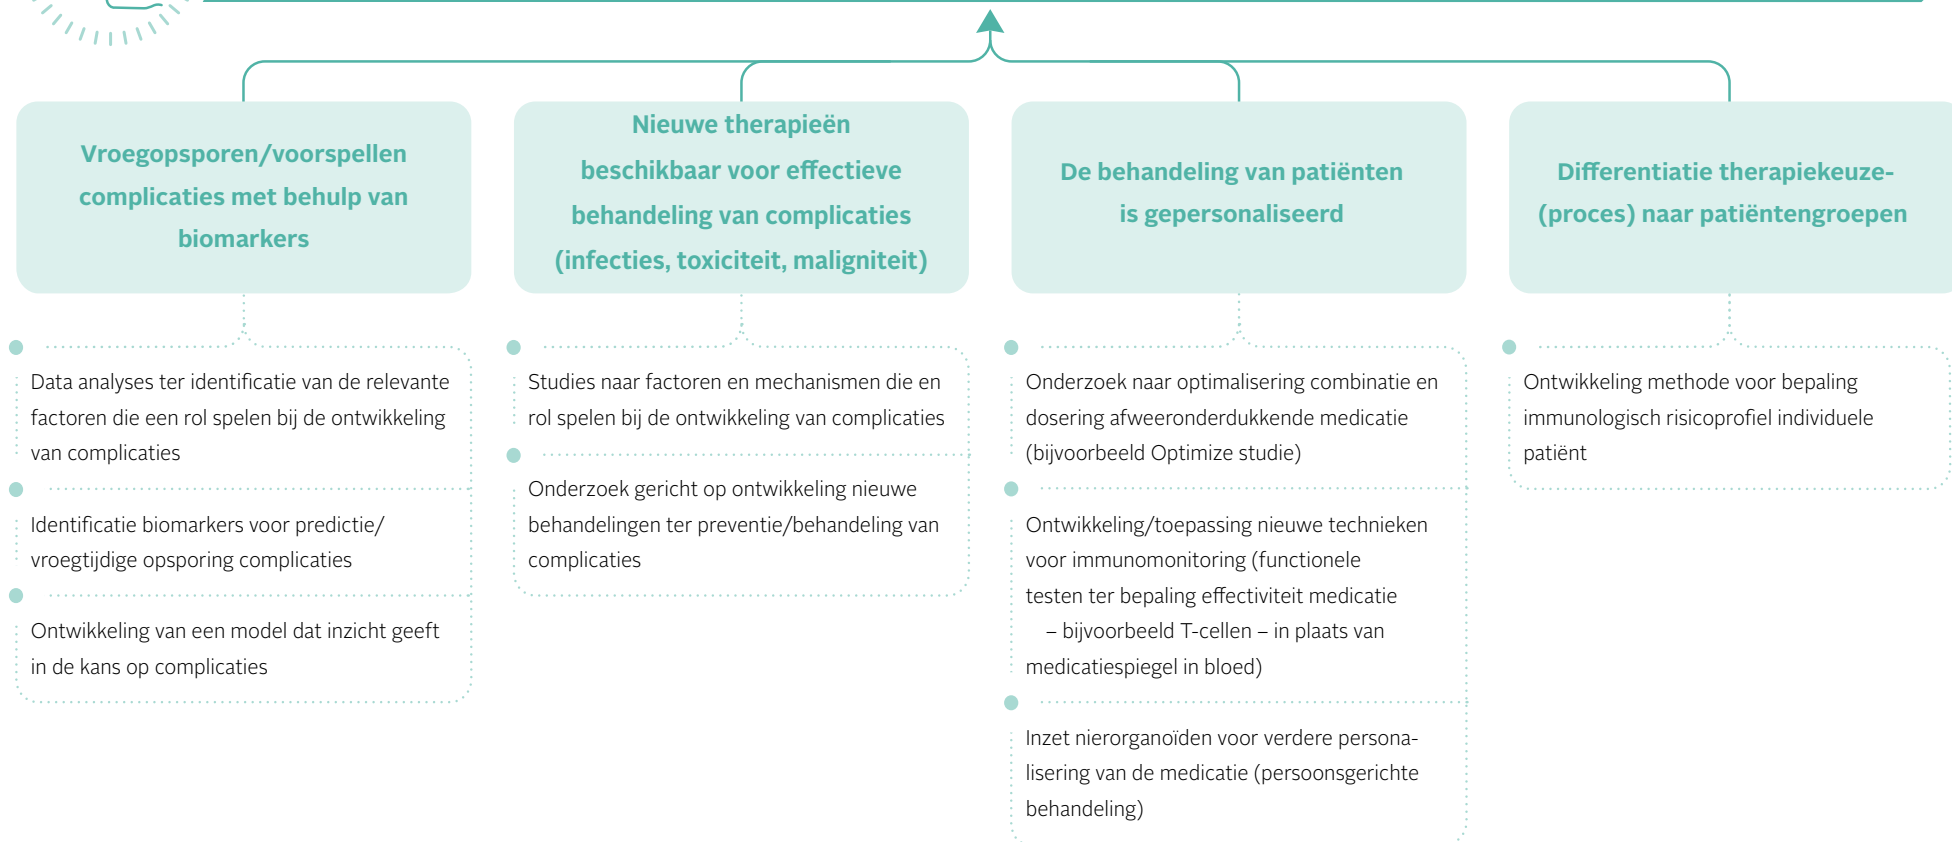 Vroegopsporen/voorspellen
complicaties met behulp van
biomarkers
Data analyses ter identificatie van de relevante
factoren die een rol spelen bij de ontwikkeling
van complicaties
Identificatie biomarkers voor predictie/
vroegtijdige opsporing complicaties
Ontwikkeling van een model dat inzicht geeft
in de kans op complicaties
Nieuwe therapieën
beschikbaar voor effectieve
behandeling van complicaties
(infecties, toxiciteit, maligniteit)
Studies naar factoren en mechanismen die en
rol spelen bij de ontwikkeling van complicaties
Onderzoek gericht op ontwikkeling nieuwe
behandelingen ter preventie/behandeling van
complicaties
De behandeling van patiënten
is gepersonaliseerd
Onderzoek naar optimalisering combinatie en
dosering afweeronderdukkende medicatie
(bijvoorbeeld Optimize studie)
Ontwikkeling/toepassing nieuwe technieken
voor immunomonitoring (functionele
testen ter bepaling effectiviteit medicatie
– bijvoorbeeld T-cellen – in plaats van
medicatiespiegel in bloed)
Inzet nierorganoïden voor verdere persona-
lisering van de medicatie (persoonsgerichte
behandeling)
Differentiatie therapiekeuze-
(proces) naar patiëntengroepen
Ontwikkeling methode voor bepaling
immunologisch risicoprofiel individuele
patiënt